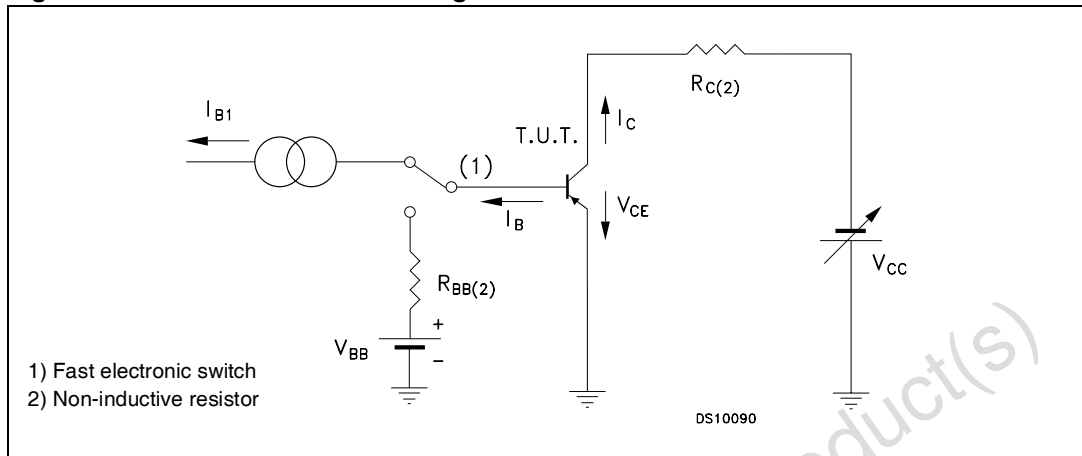 I_B1
R_C(2)
I_C
T.U.T.
(1)
I_B
V_CE
R_BB(2)
V_CC
V_BB
+
−
1) Fast electronic switch
2) Non-inductive resistor
DS10090
duct(s)